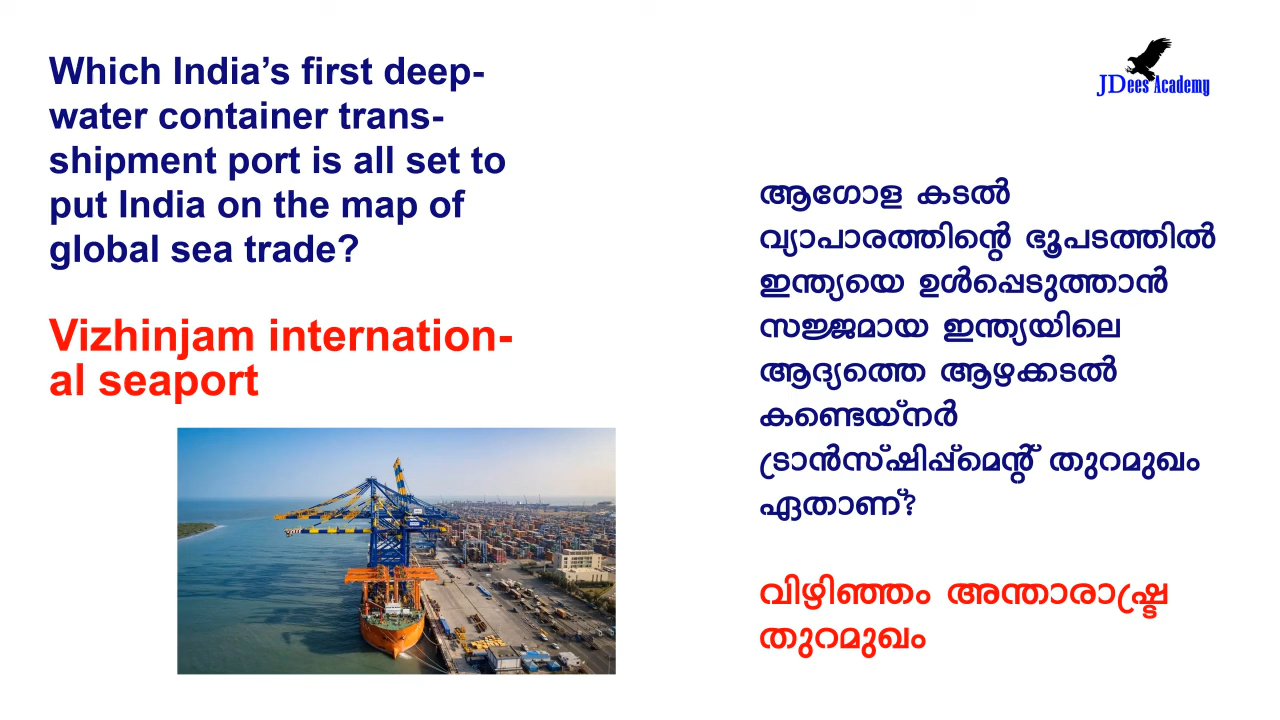 Which India’s first deep-
water container trans-
shipment port is all set to
put India on the map of
global sea trade?
Vizhinjam internation-
al seaport
JDees Academy
ആഗോള കടൽ
വ്യാപാരത്തിന്റെ ഭൂപടത്തിൽ
ഇന്ത്യയെ ഉൾപ്പെടുത്താൻ
സജ്ജമായ ഇന്ത്യയിലെ
ആദ്യത്തെ ആഴക്കടൽ
കണ്ടെയ്നർ
ട്രാൻസ്ഷിപ്പ്മെന്റ് തുറമുഖം
ഏതാണ്?
വിഴിഞ്ഞം അന്താരാഷ്ട്ര
തുറമുഖം